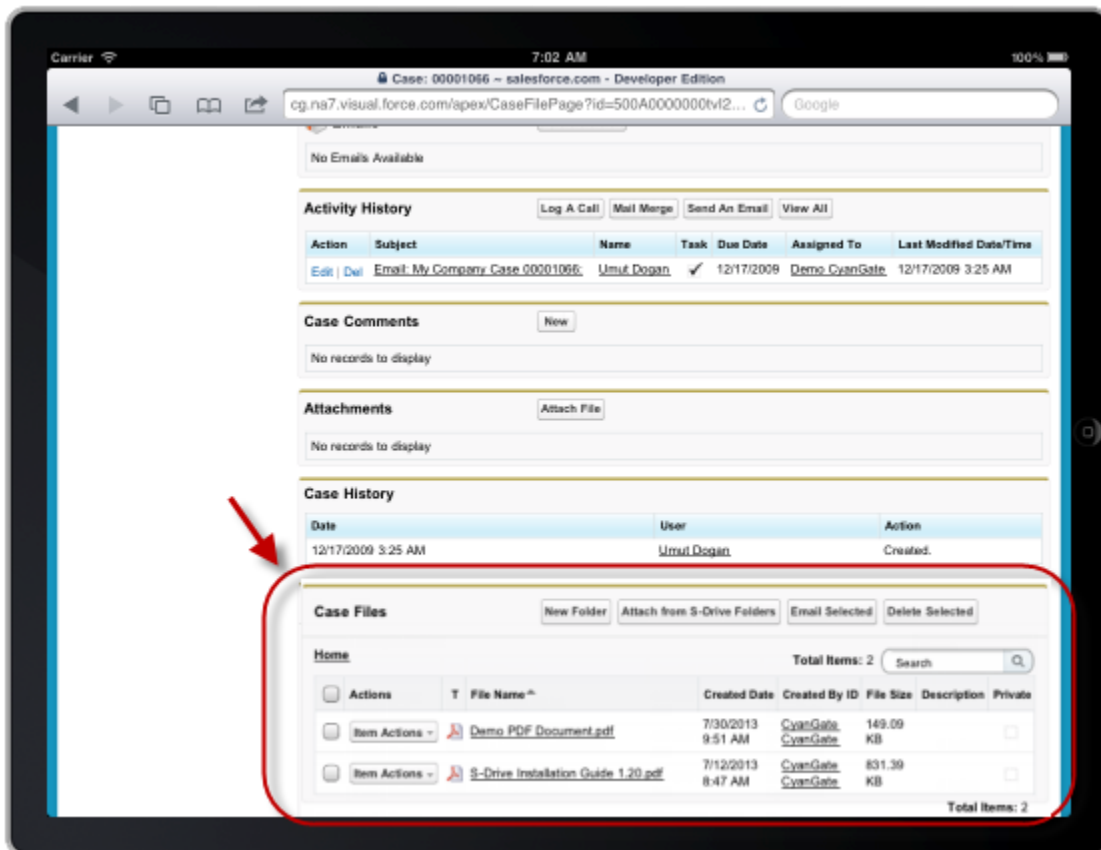 Carrier 7:02 AM 100%
Case: 00001066 ~ salesforce.com - Developer Edition
cg.na7.visual.force.com/apex/CaseFilePage?id=500A0000000tvl2... Google
Emails
No Emails Available
Activity History Log A Call Mail Merge Send An Email View All
Action Subject Name Task Due Date Assigned To Last Modified Date/Time
Edit | Del Email: My Company Case 00001066: Umut Dogan ✓ 12/17/2009 Demo CyanGate 12/17/2009 3:25 AM
Case Comments New
No records to display
Attachments Attach File
No records to display
Case History
Date User Action
12/17/2009 3:25 AM Umut Dogan Created.
Case Files New Folder Attach from S-Drive Folders Email Selected Delete Selected
Home Total Items: 2 Search
Actions T File Name Created Date Created By ID File Size Description Private
Item Actions Demo PDF Document.pdf 7/30/2013 9:51 AM CyanGate CyanGate 149.09 KB
Item Actions S-Drive Installation Guide 1.20.pdf 7/12/2013 8:47 AM CyanGate CyanGate 831.39 KB
Total Items: 2